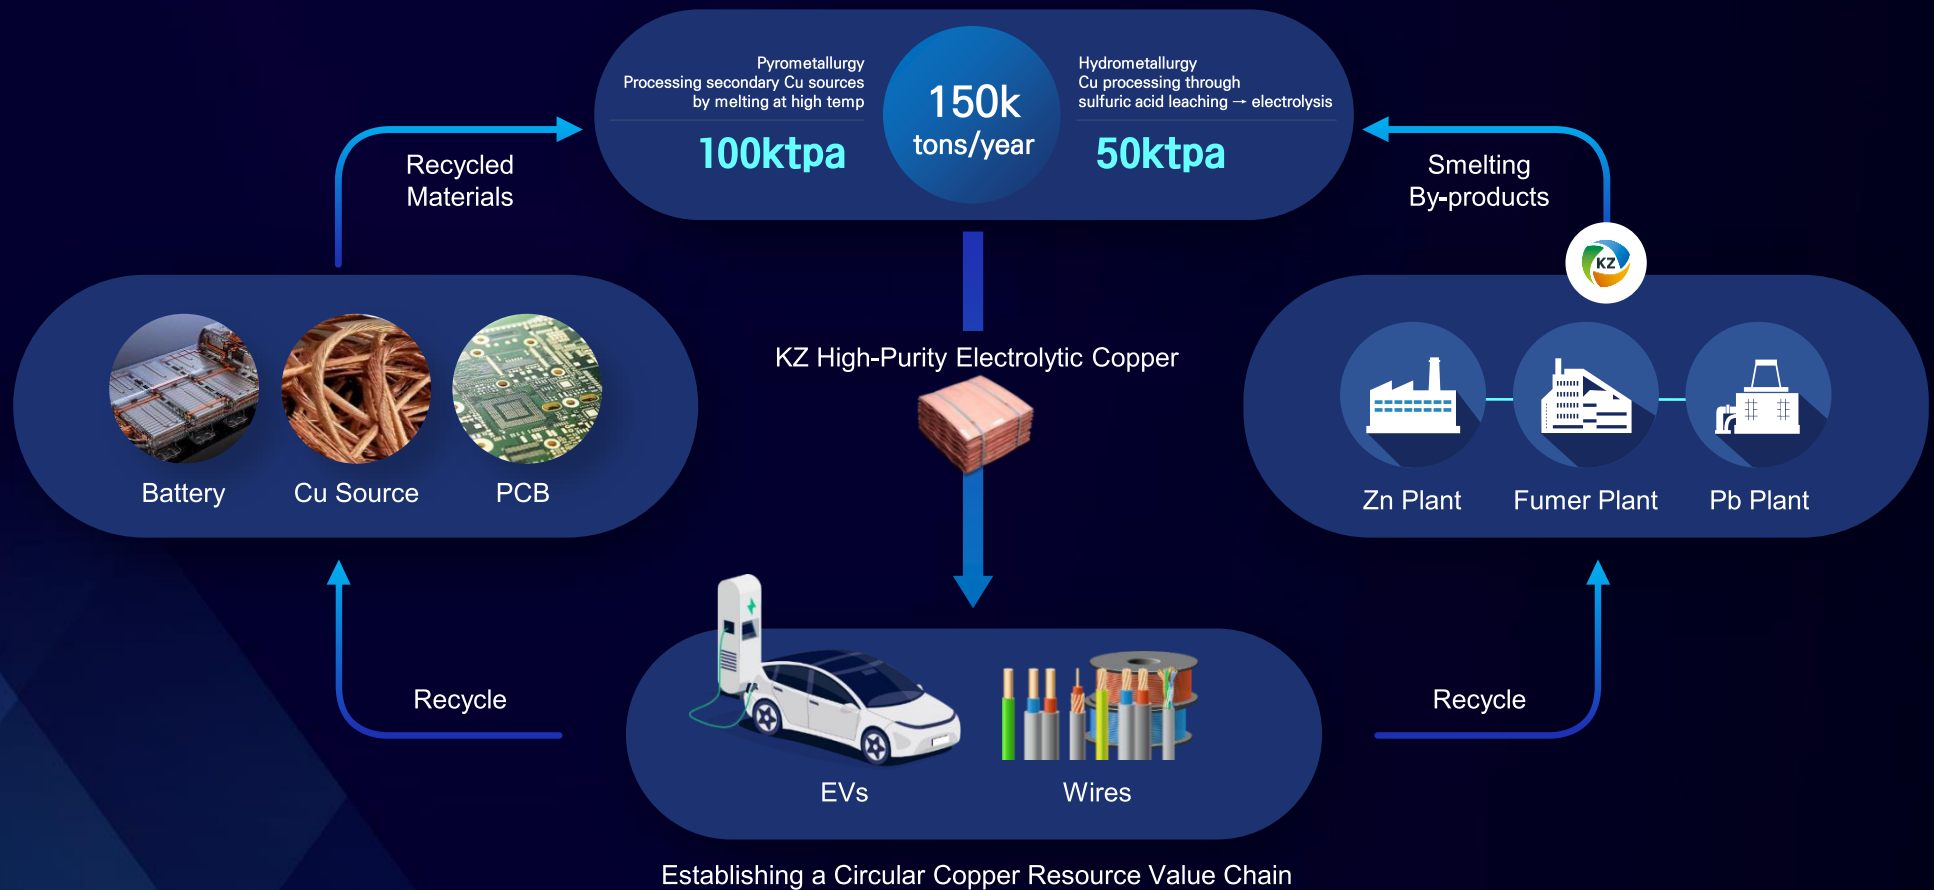 Pyrometallurgy
Processing secondary Cu sources
by melting at high temp
100ktpa
150k
tons/year
Hydrometallurgy
Cu processing through
sulfuric acid leaching → electrolysis
50ktpa
Recycled
Materials
Smelting
By-products
KZ
KZ High-Purity Electrolytic Copper
Battery
Cu Source
PCB
Zn Plant
Fumer Plant
Pb Plant
Recycle
Recycle
EVs
Wires
Establishing a Circular Copper Resource Value Chain